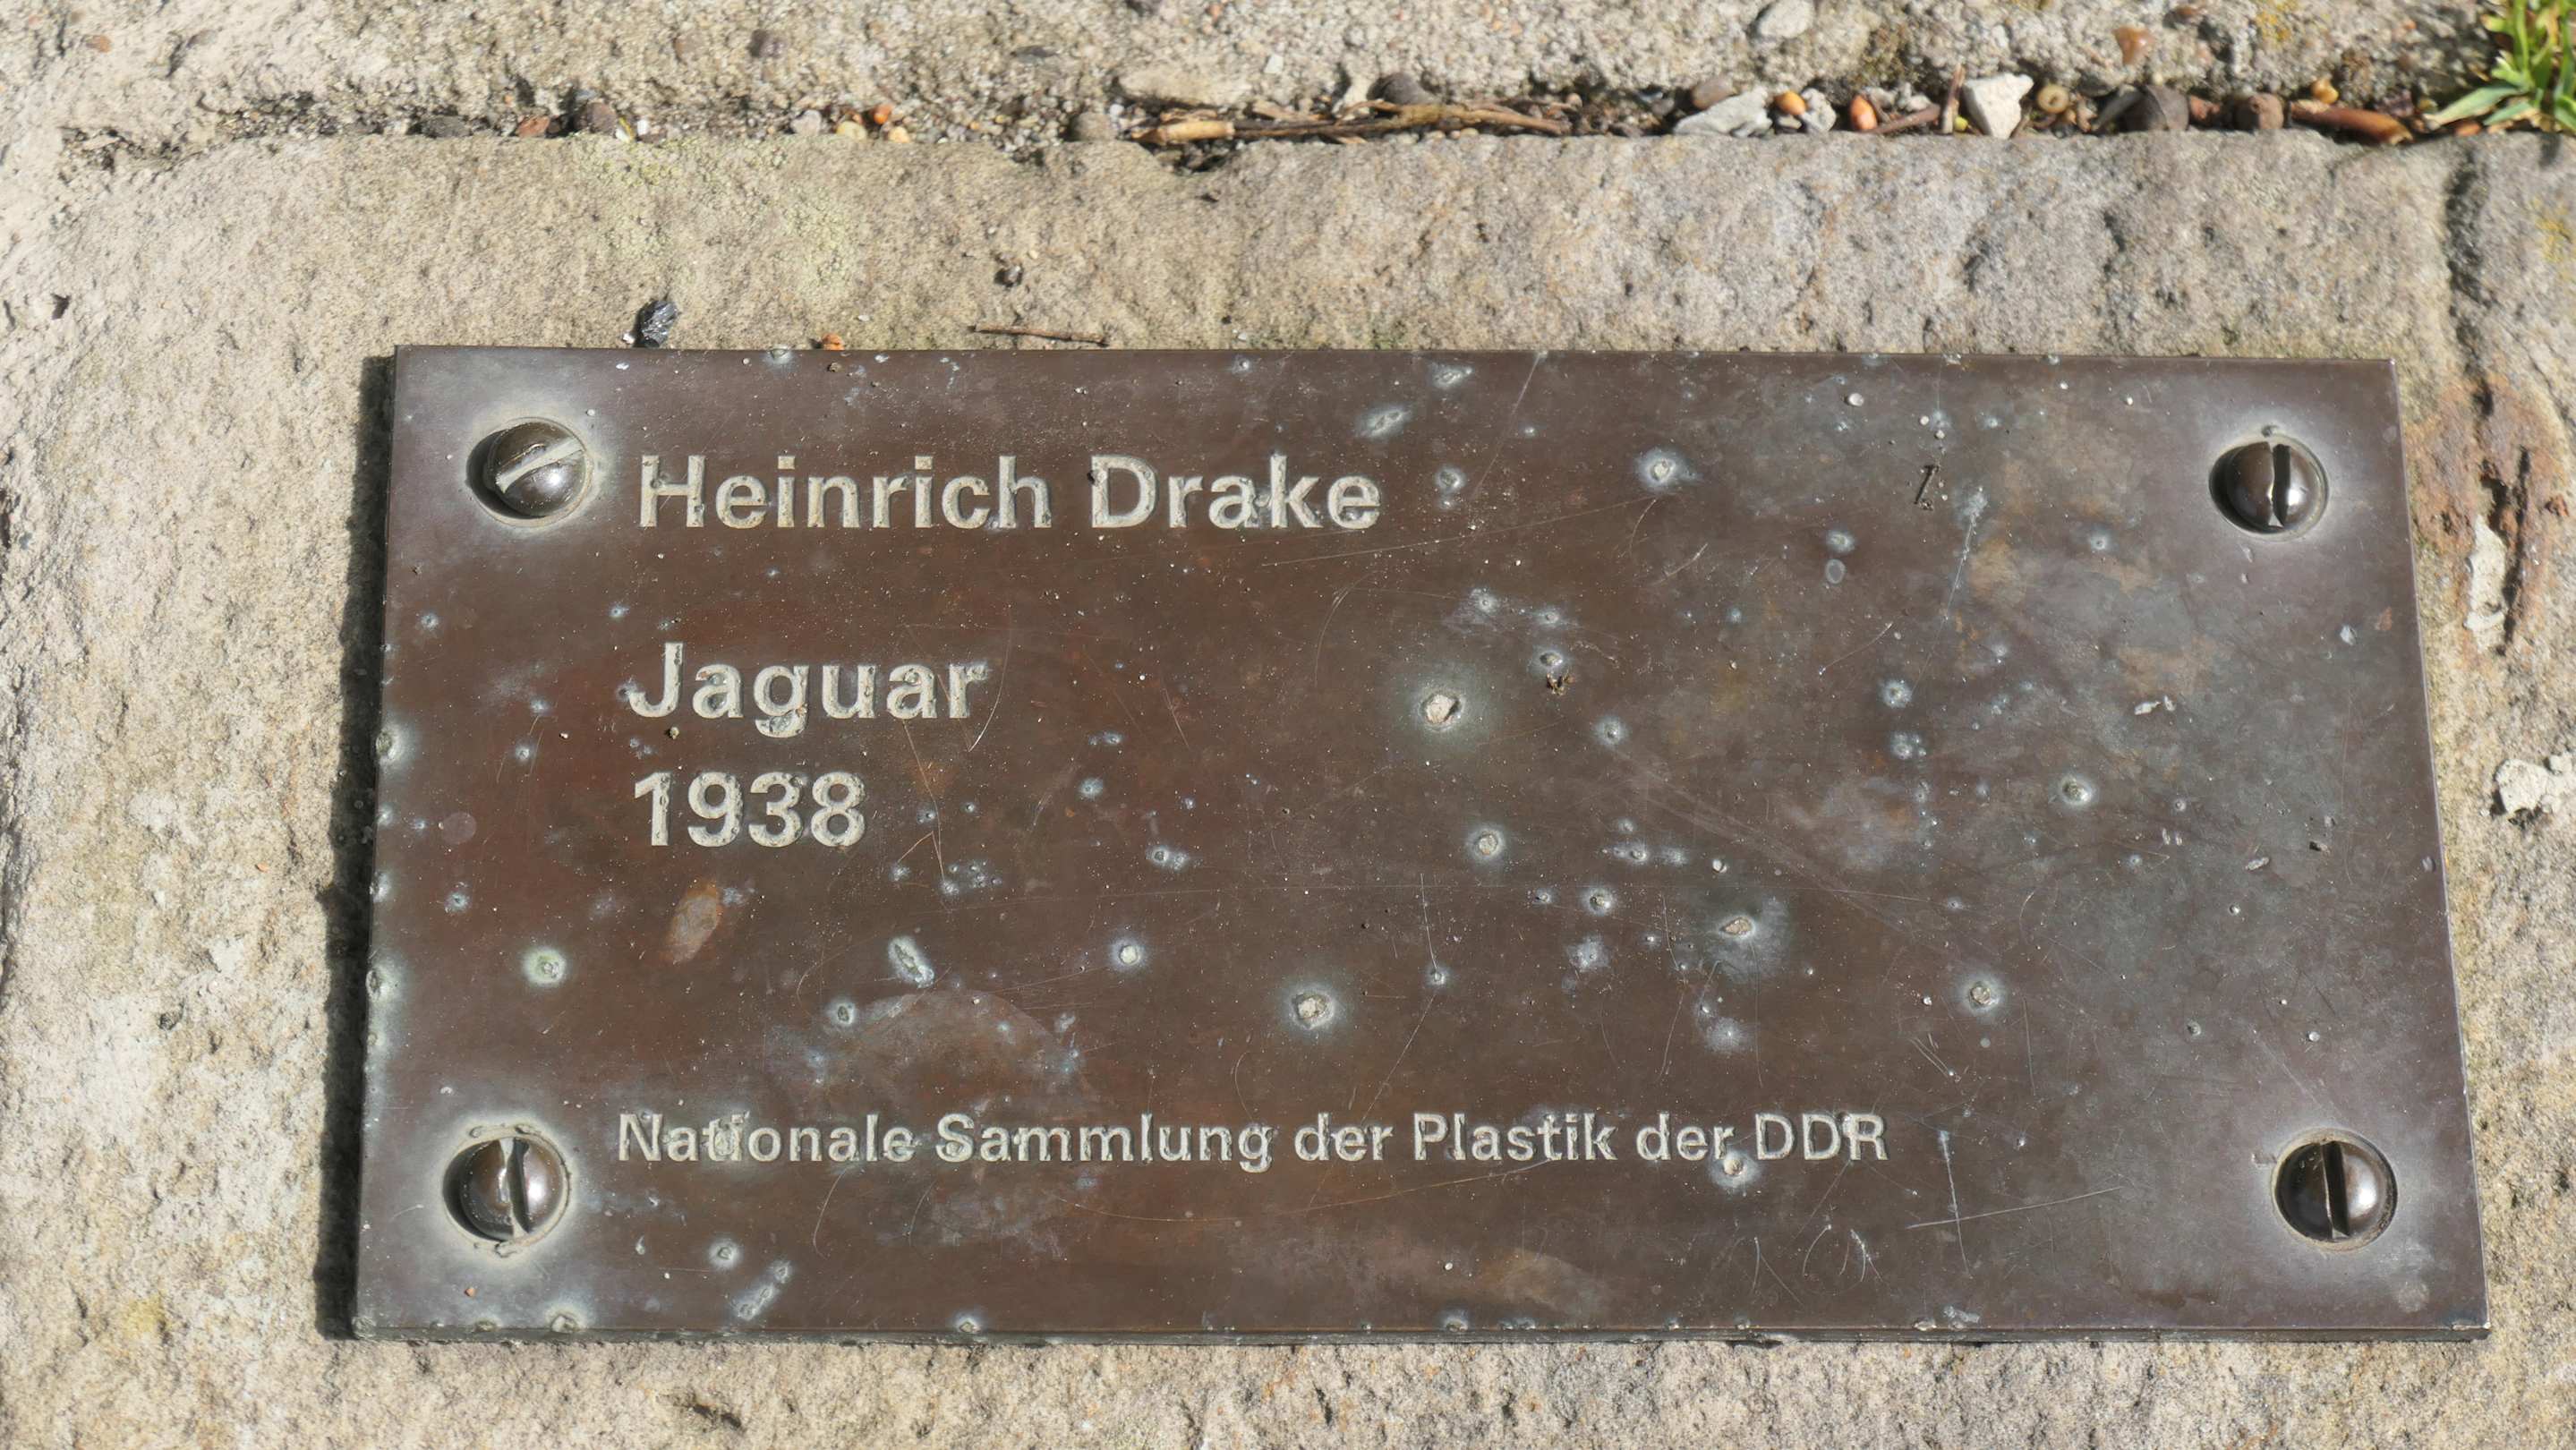 Heinrich Drake
Jaguar
1938
Nationale Sammlung der Plastik der DDR